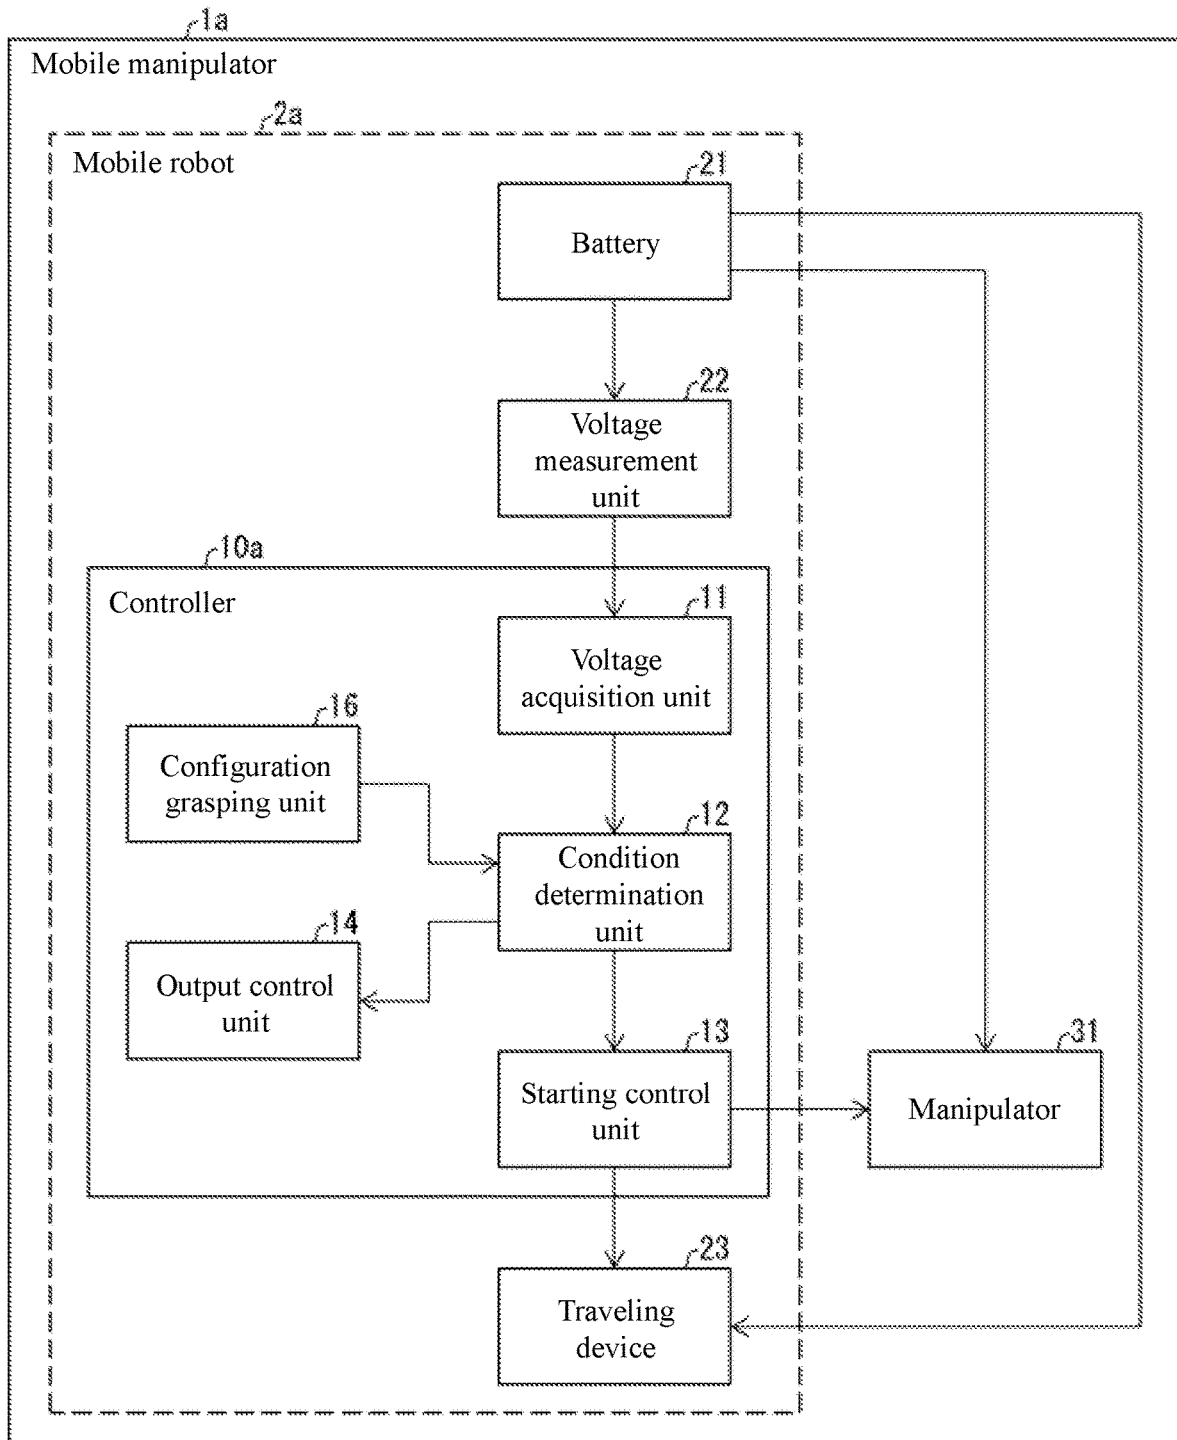 1a
Mobile manipulator
2a
Mobile robot
21
Battery
22
Voltage
measurement
unit
10a
Controller
11
Voltage
acquisition unit
16
Configuration
grasping unit
12
Condition
determination
unit
14
Output control
unit
13
Starting control
unit
31
Manipulator
23
Traveling
device